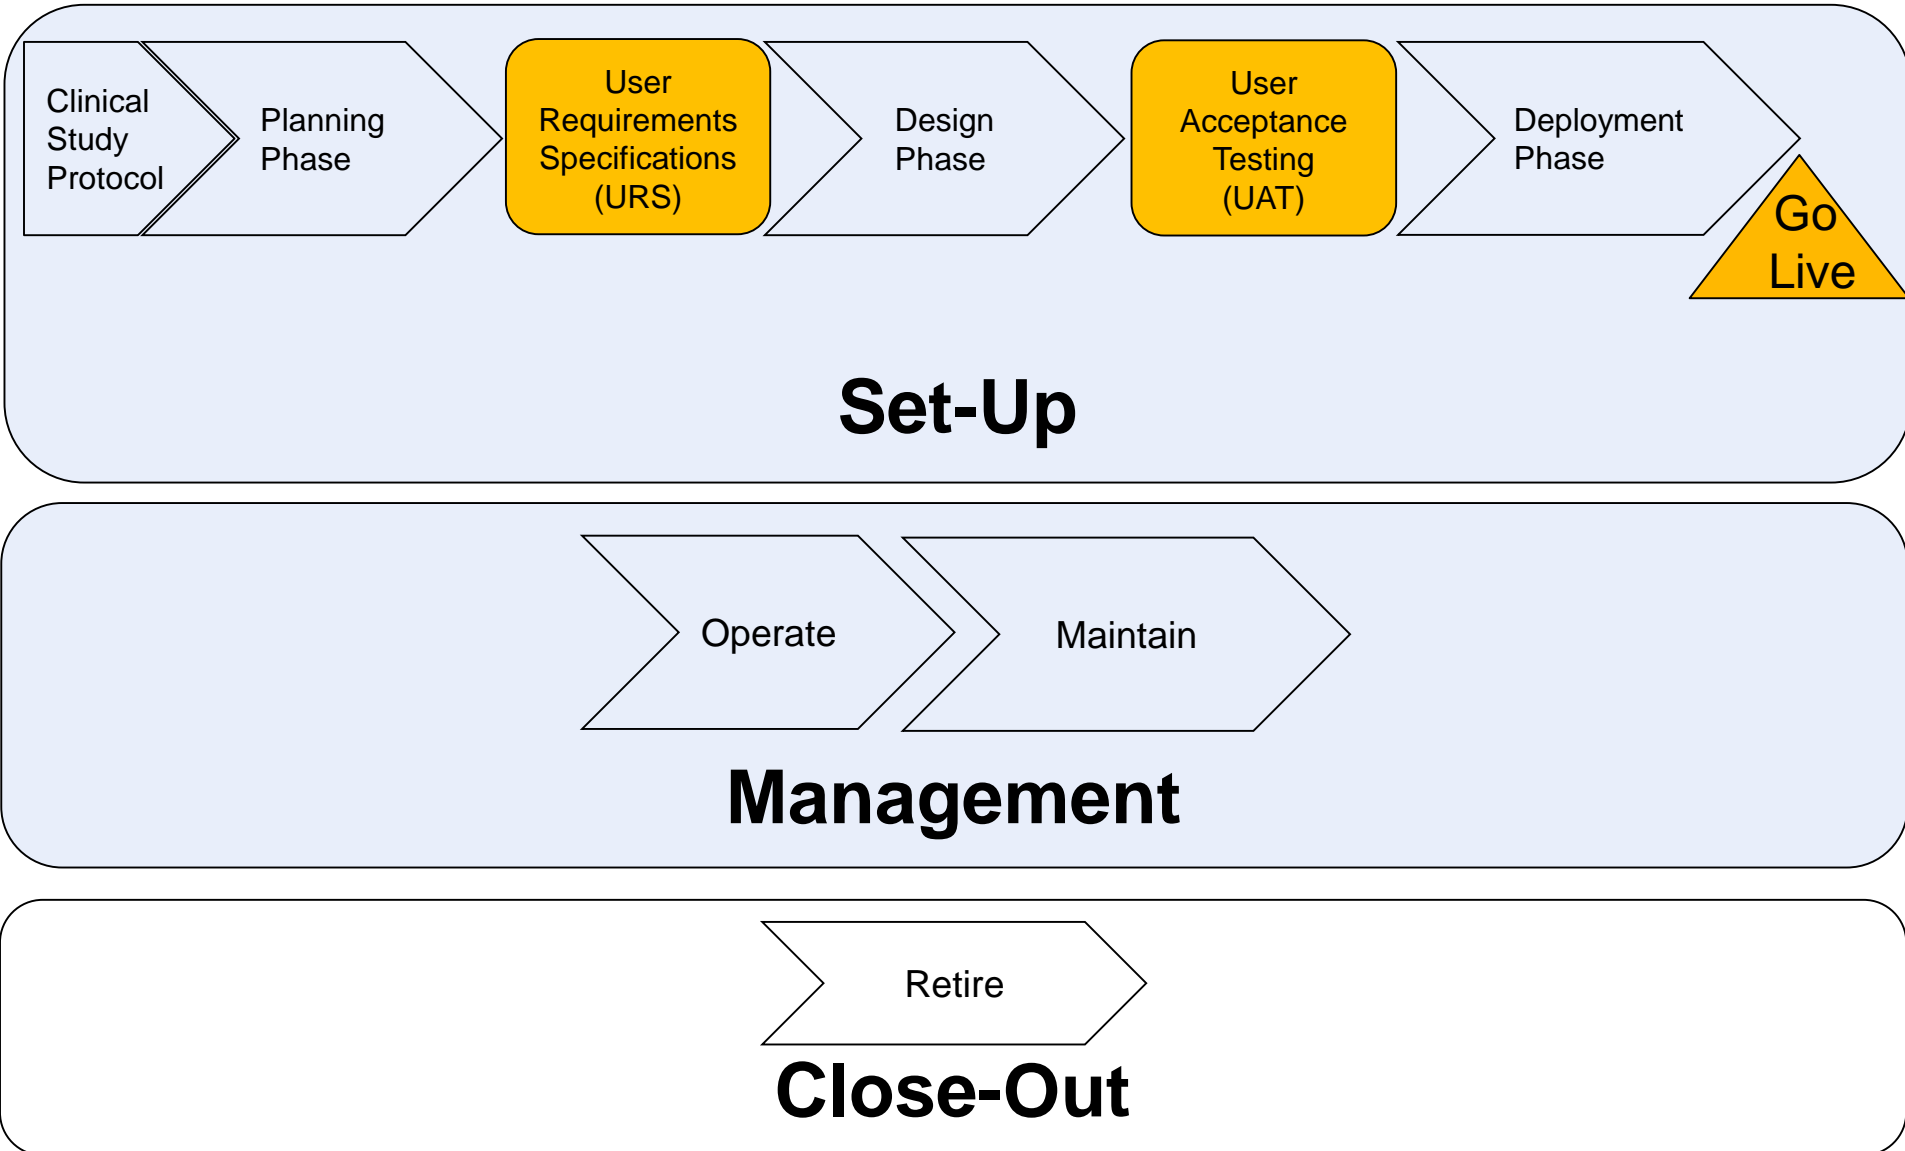 Clinical
Study
Protocol
Planning
Phase
User
Requirements
Specifications
(URS)
Design
Phase
User
Acceptance
Testing
(UAT)
Deployment
Phase
Go
Live
Set-Up
Operate
Maintain
Management
Retire
Close-Out